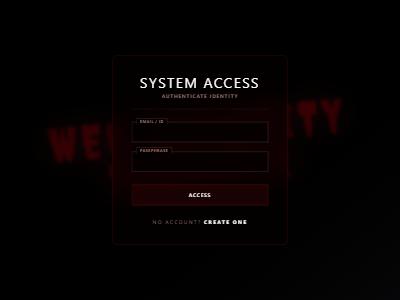 SYSTEM ACCESS
AUTHENTICATE IDENTITY
EMAIL / ID
PASSPHRASE
ACCESS
NO ACCOUNT? CREATE ONE